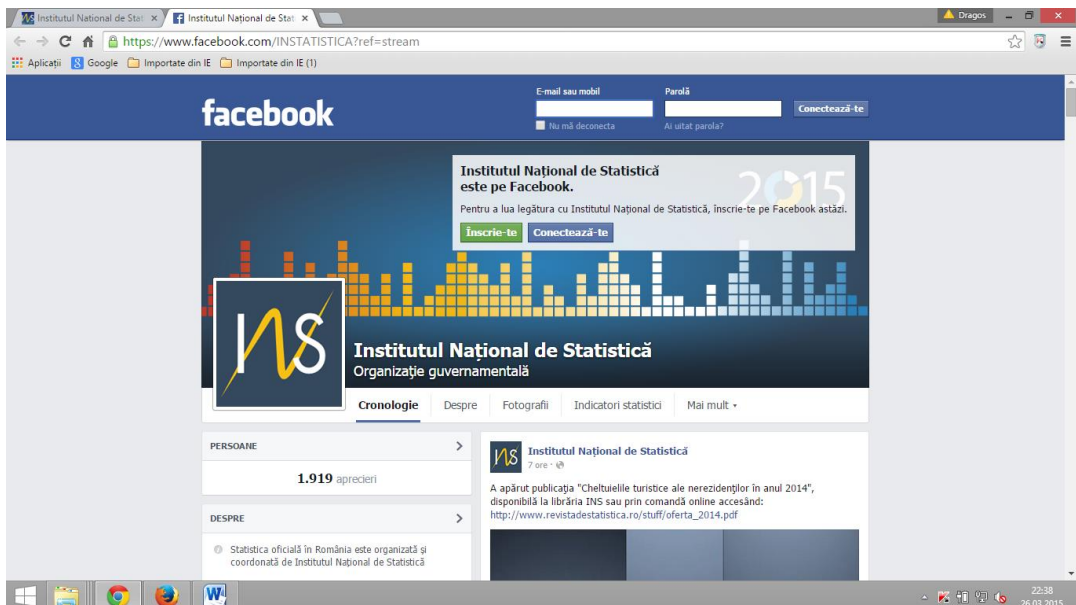 Institutul National de Stat
Institutul Național de Stat
Dragos
https://www.facebook.com/INSTATISTICA?ref=stream
Aplicații
Google
Importate din IE
Importate din IE (1)
facebook
E-mail sau mobil
Parolă
Conectează-te
Nu mă deconecta
Ai uitat parola?
2015
Institutul Național de Statistică
este pe Facebook.
Pentru a lua legătura cu Institutul Național de Statistică, înscrie-te pe Facebook astăzi.
Înscrie-te
Conectează-te
INS
Institutul Național de Statistică
Organizaţie guvernamentală
Cronologie
Despre
Fotografii
Indicatori statistici
Mai mult
PERSOANE
1.919 aprecieri
DESPRE
Statistica oficială în România este organizată şi
coordonată de Institutul Naţional de Statistică
INS
Institutul Național de Statistică
7 ore
A apărut publicația "Cheltuielile turistice ale nerezidenților în anul 2014",
disponibilă la librăria INS sau prin comandă online accesând:
http://www.revistadestatistica.ro/stuff/oferta_2014.pdf
22:38
26.03.2015